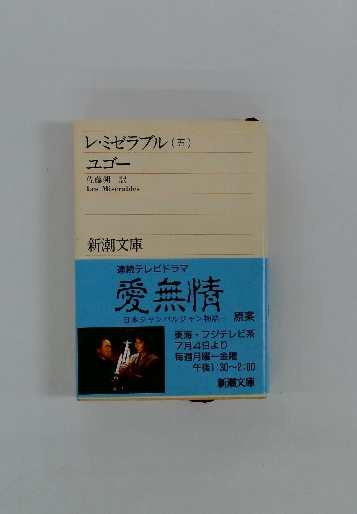 レ・ミゼラブル（五）
ユゴー
佐藤朔 訳
Les Misérables
新潮文庫
連続テレビドラマ
愛無情
日本ジャンバルジャン物語
原案
東海・フジテレビ系
7月4日より
毎週月曜〜金曜
午後1:30〜2:00
新潮文庫